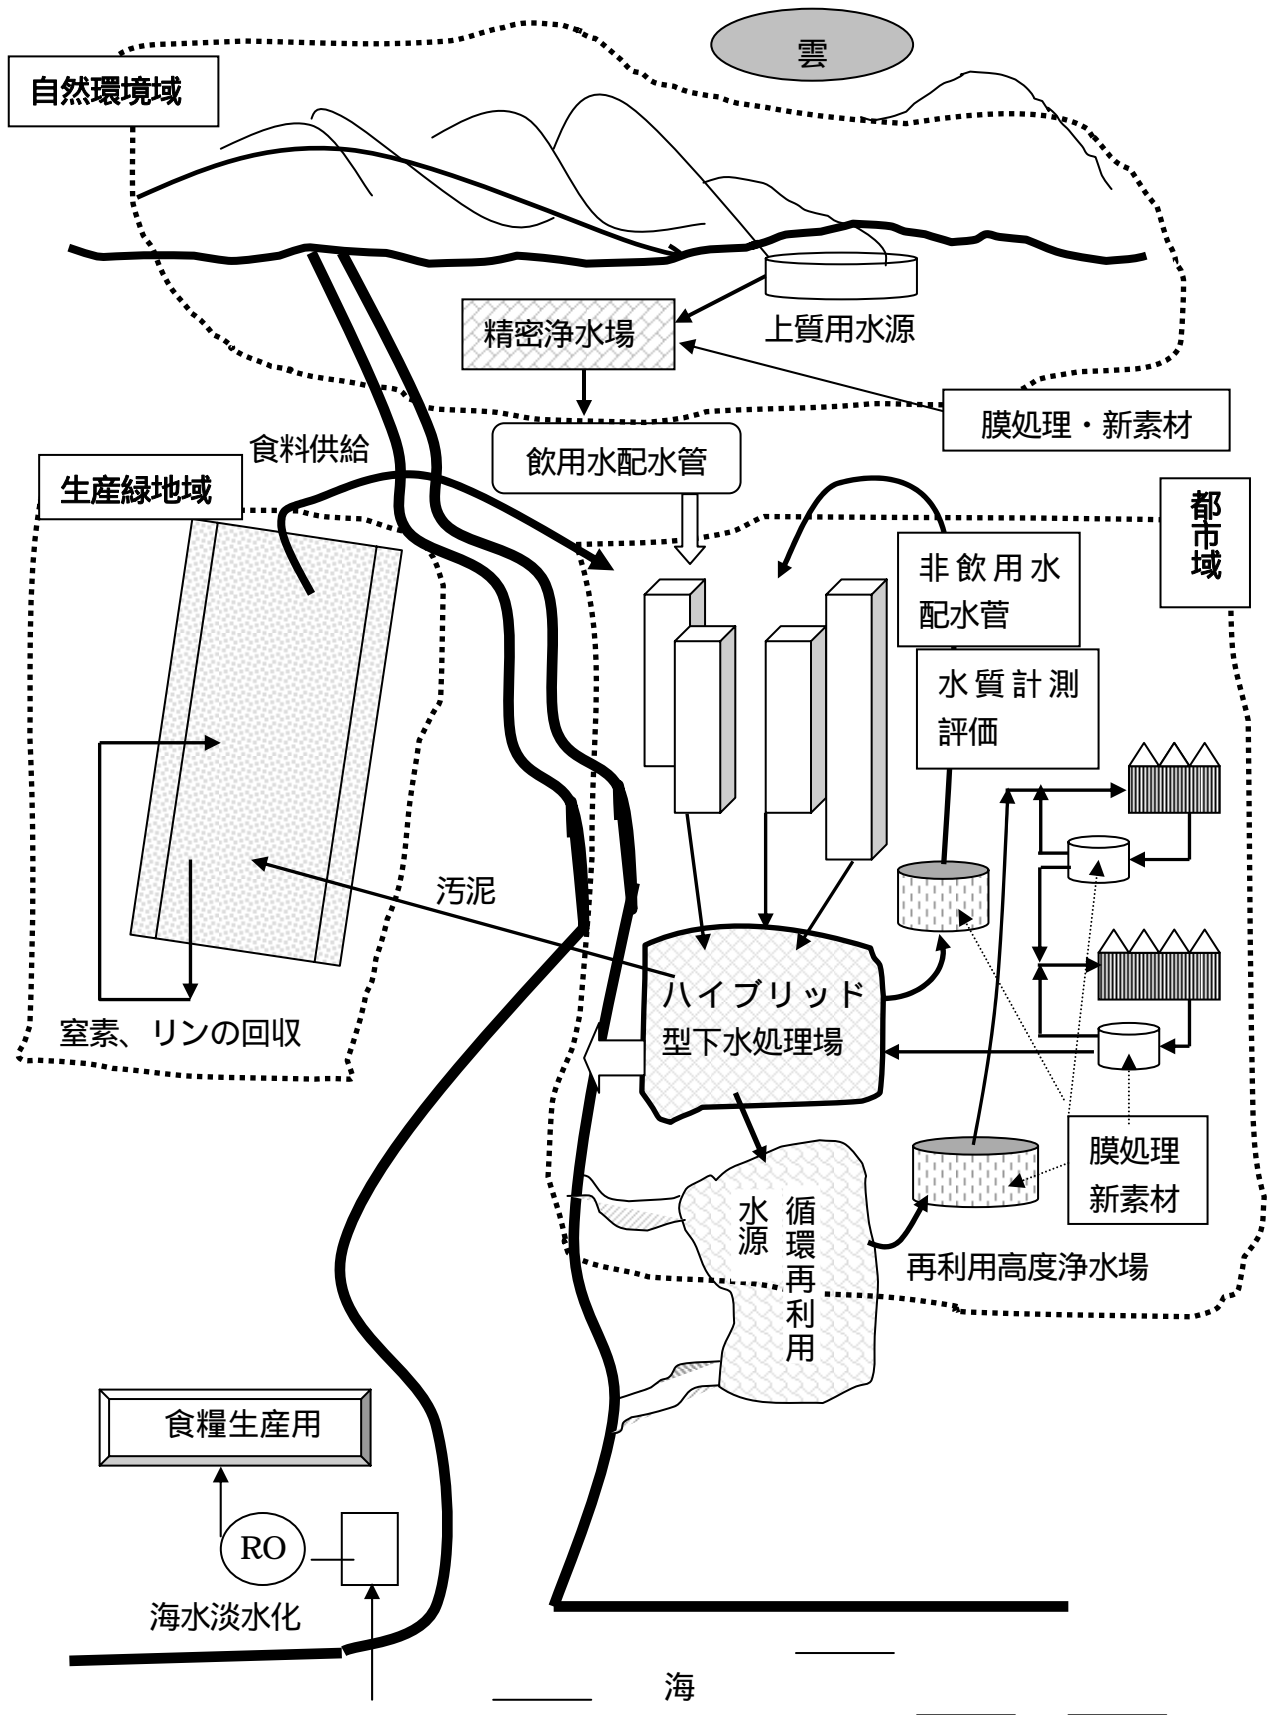 雲
自然環境域
精密浄水場
上質用水源
膜処理・新素材
食料供給
飲用水配水管
生産緑地域
都市域
非飲用水
配水菅
水質計測
評価
汚泥
ハイブリッド
型下水処理場
窒素、リンの回収
膜処理
新素材
循環再利用
水源
再利用高度浄水場
食糧生産用
RO
海水淡水化
海